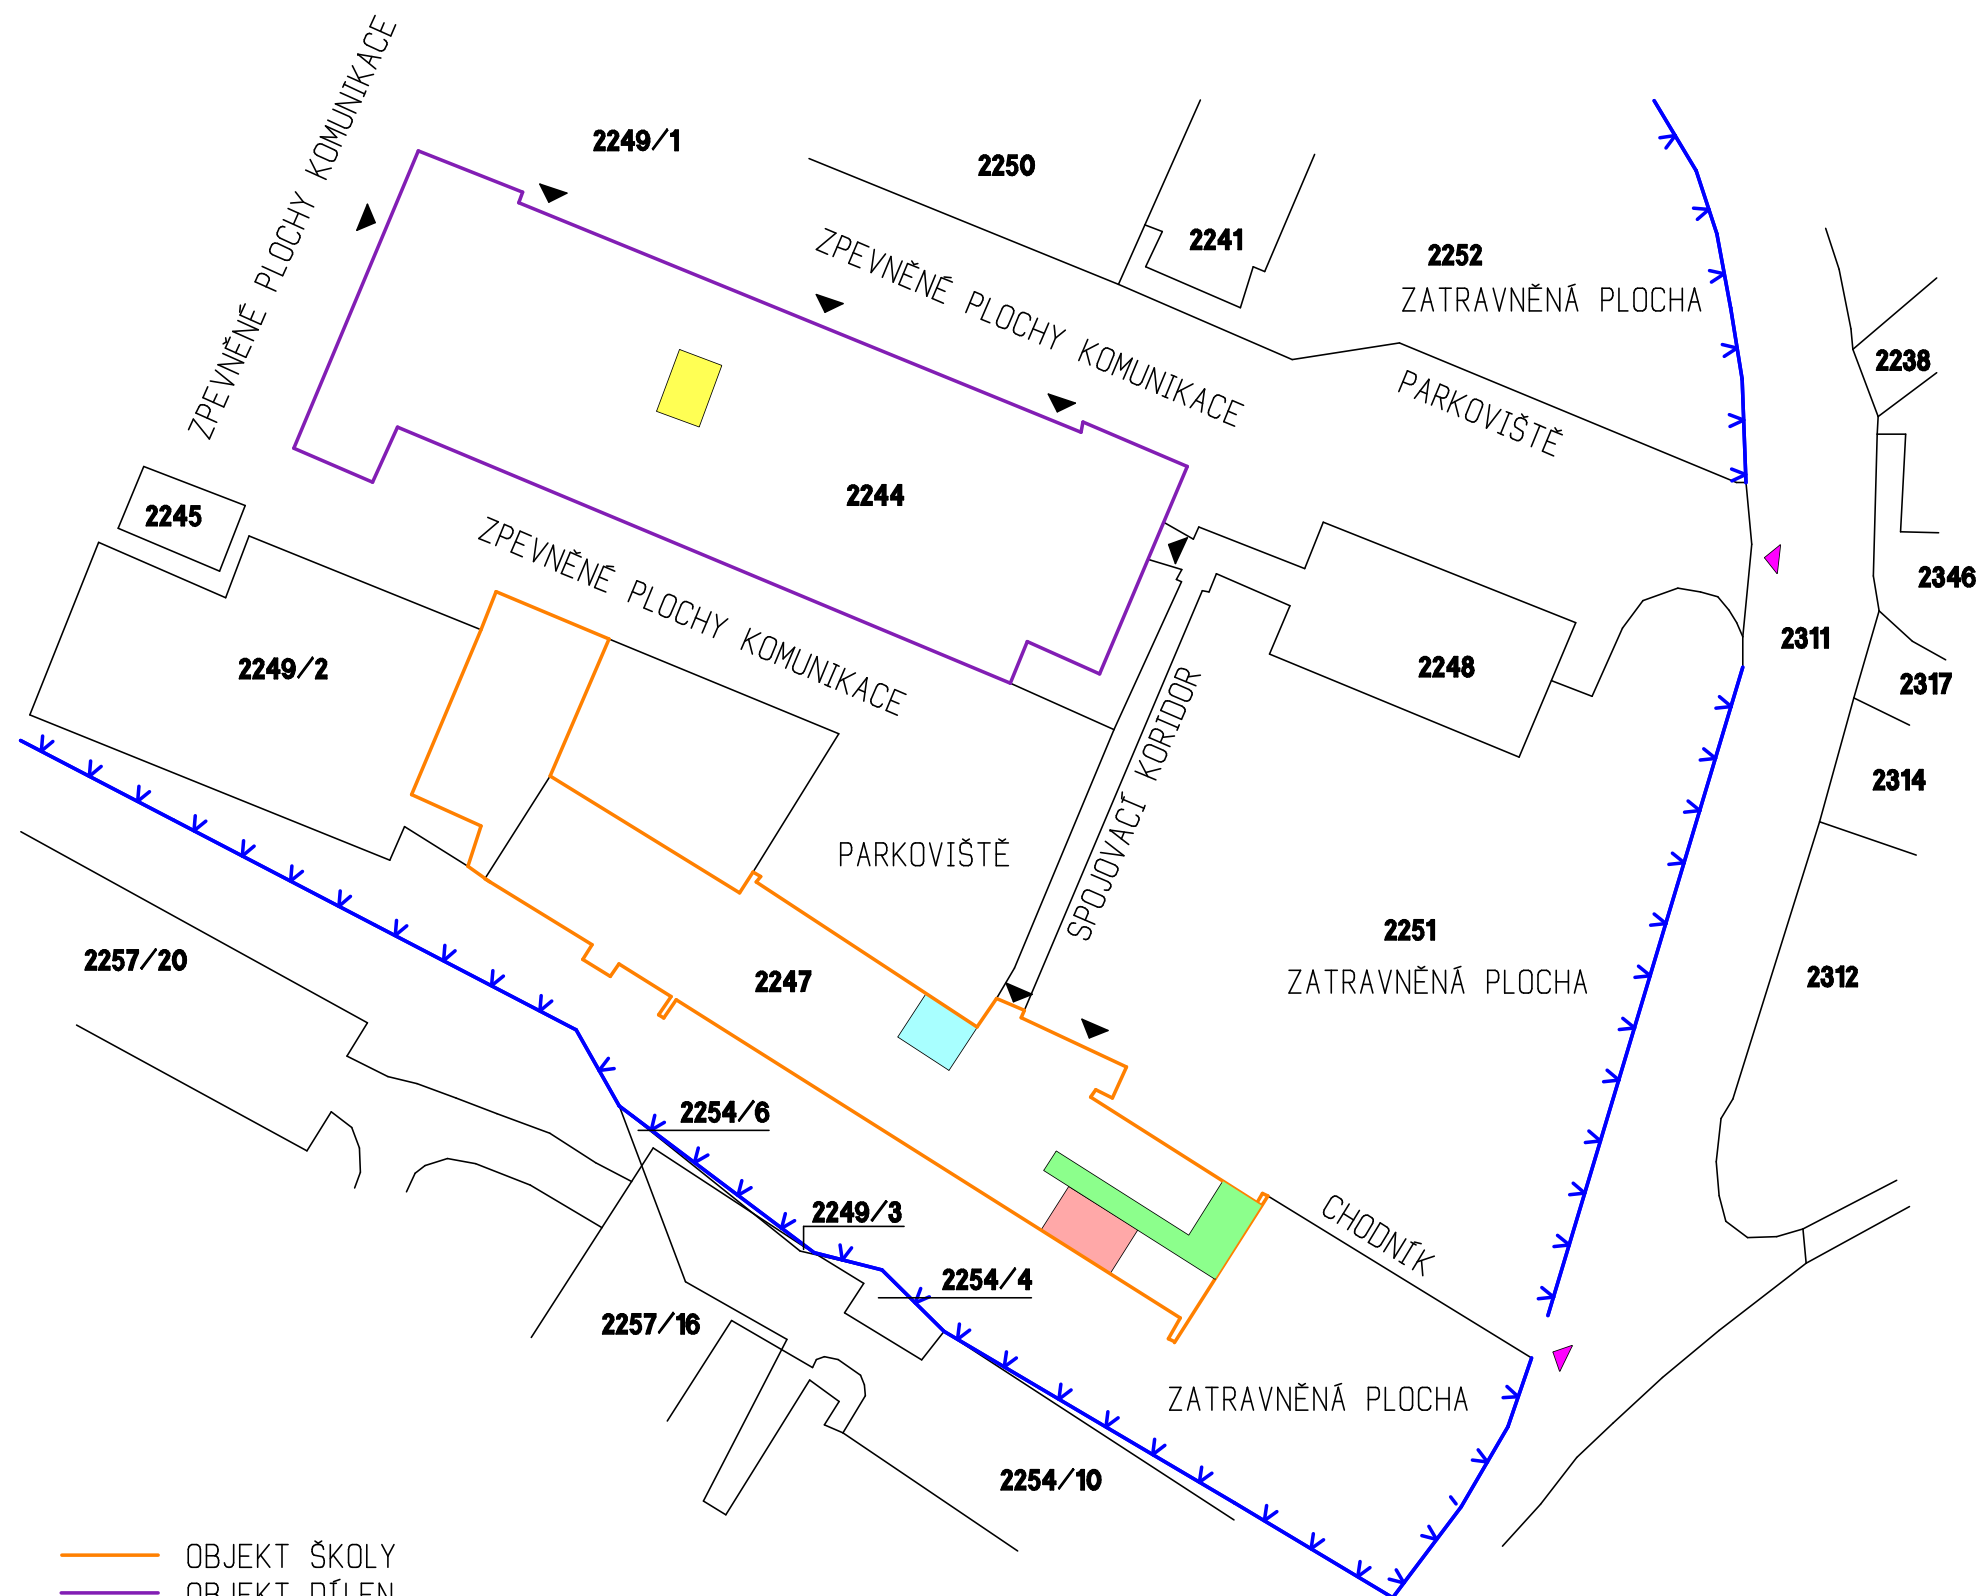 ZPEVNĚNÉ PLOCHY KOMUNIKACE
2249/1
2250
2241
2252
ZATRAVNĚNÁ PLOCHA
ZPEVNĚNÉ PLOCHY KOMUNIKACE
2238
PARKOVIŠTĚ
2244
2245
ZPEVNĚNÉ PLOCHY KOMUNIKACE
2346
2311
2249/2
2248
2317
SPOJOVACÍ KORIDOR
2314
PARKOVIŠTĚ
2251
ZATRAVNĚNÁ PLOCHA
2257/20
2247
2312
2254/6
2249/3
CHODNÍK
2254/4
2257/16
ZATRAVNĚNÁ PLOCHA
2254/10
OBJEKT ŠKOLY
OBJEKT DÍLEN